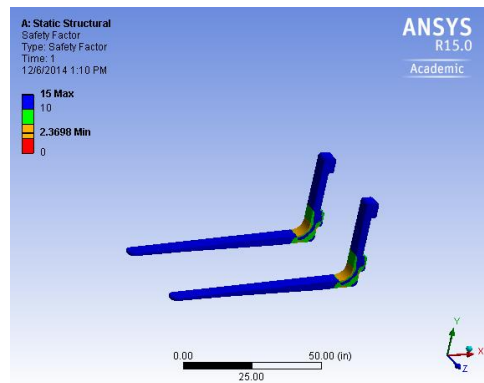 A: Static Structural
Safety Factor
Type: Safety Factor
Time: 1
12/6/2014 1:10 PM
15 Max
10
2.3698 Min
0
ANSYS
R15.0
Academic
0.00
50.00 (in)
25.00
Y
X
Z